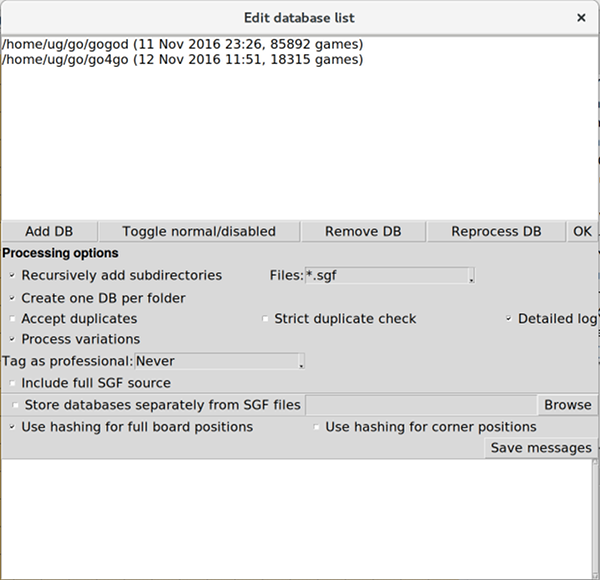 Edit database list
/home/ug/go/gogod (11 Nov 2016 23:26, 85892 games)
/home/ug/go/go4go (12 Nov 2016 11:51, 18315 games)
Add DB Toggle normal/disabled Remove DB Reprocess DB OK
Processing options
Recursively add subdirectories Files: *.sgf
Create one DB per folder
Accept duplicates Strict duplicate check Detailed log
Process variations
Tag as professional: Never
Include full SGF source
Store databases separately from SGF files Browse
Use hashing for full board positions Use hashing for corner positions
Save messages